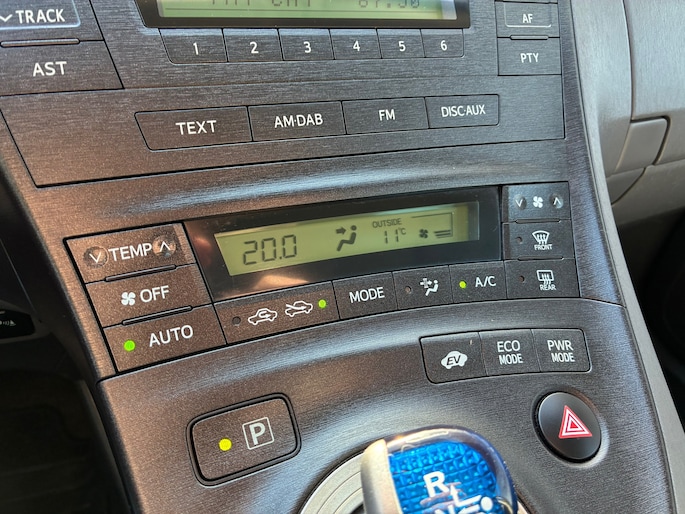 TRACK
AF
1 2 3 4 5 6
AST
PTY
TEXT AM·DAB FM DISC·AUX
TEMP
20.0
OUTSIDE
11°C
FRONT
OFF
MODE
A/C
REAR
AUTO
EV
ECO MODE
PWR MODE
P
R
N